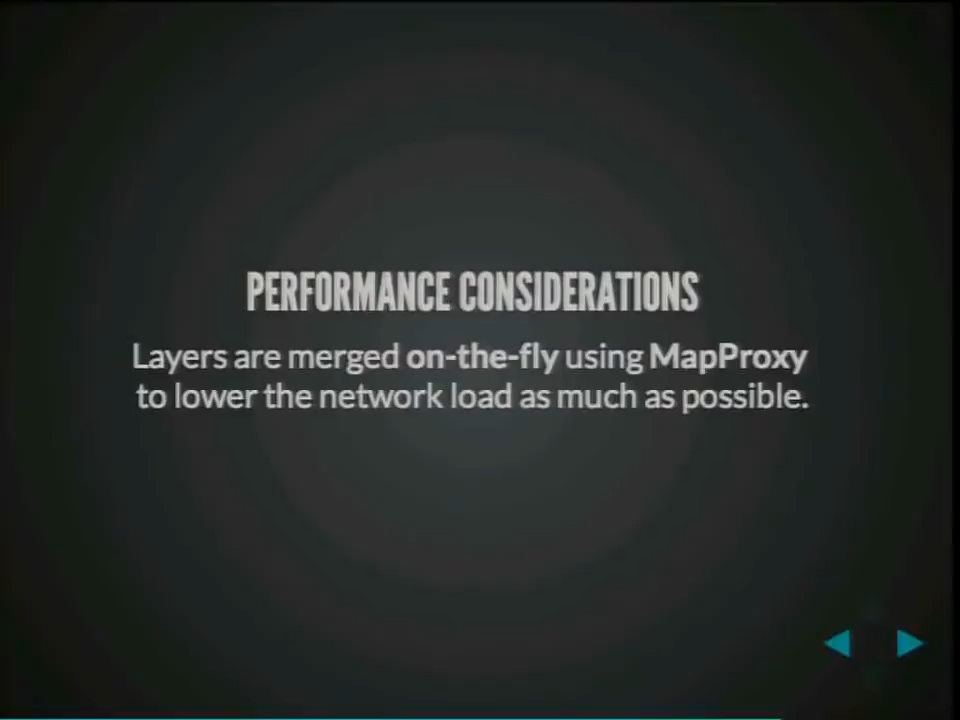 PERFORMANCE CONSIDERATIONS
Layers are merged on-the-fly using MapProxy
to lower the network load as much as possible.